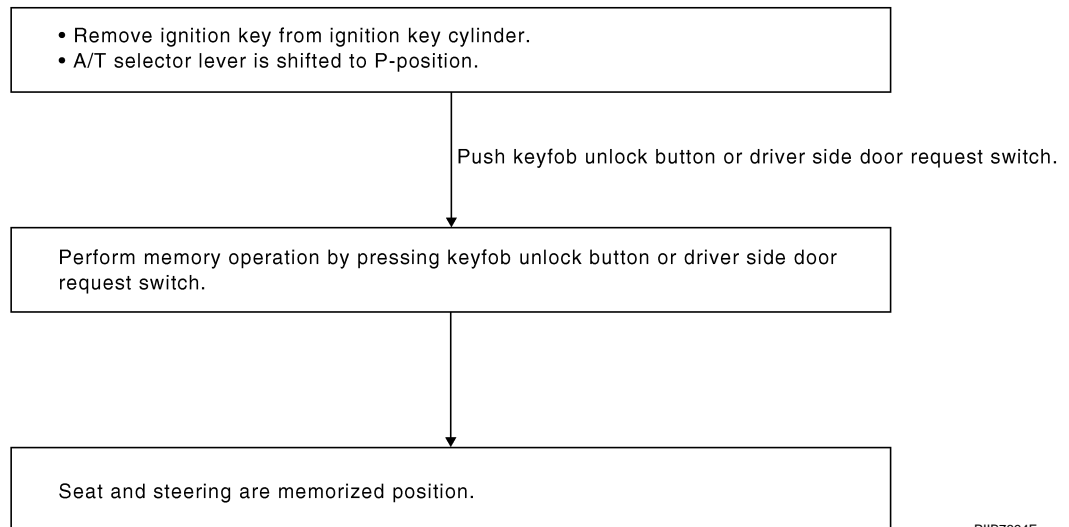 • Remove ignition key from ignition key cylinder.
• A/T selector lever is shifted to P-position.
Push keyfob unlock button or driver side door request switch.
Perform memory operation by pressing keyfob unlock button or driver side door
request switch.
Seat and steering are memorized position.